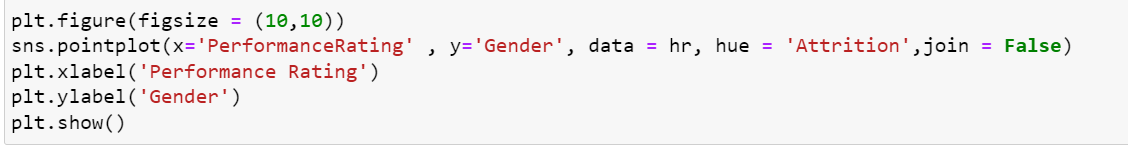 plt.figure(figsize = (10,10))
sns.pointplot(x='PerformanceRating' , y='Gender', data = hr, hue = 'Attrition',join = False)
plt.xlabel('Performance Rating')
plt.ylabel('Gender')
plt.show()